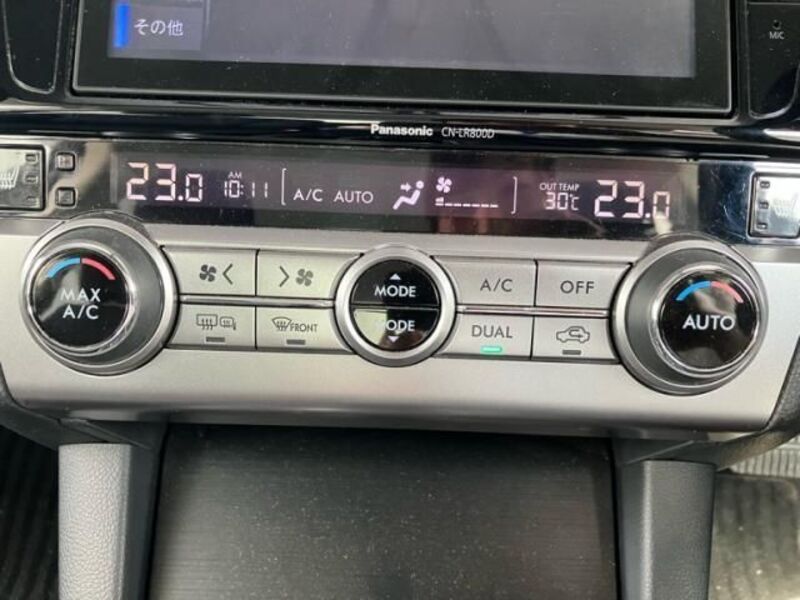 その他
MIC
Panasonic CN-LR800D
23.0 AM 10:11 A/C AUTO OUT TEMP 30℃ 23.0
MAX A/C
MODE
A/C
OFF
AUTO
FRONT
MODE
DUAL